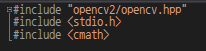 #include "opencv2/opencv.hpp"
#include <stdio.h>
#include <cmath>